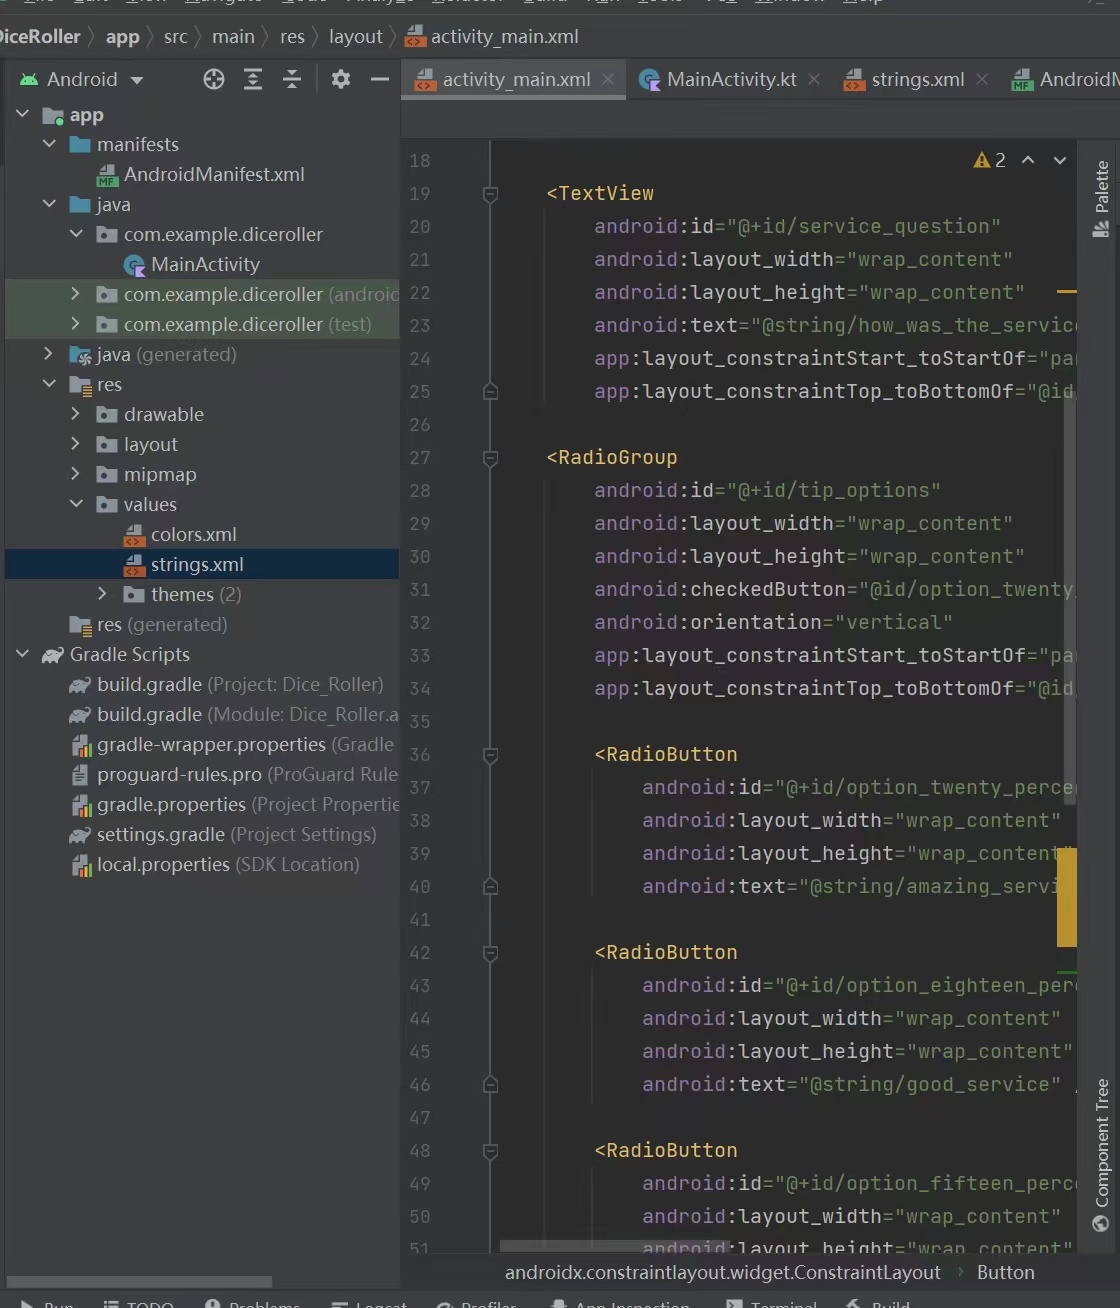 DiceRoller app src main res layout activity_main.xml
Android
activity_main.xml MainActivity.kt strings.xml
app
manifests
AndroidManifest.xml
java
com.example.diceroller
MainActivity
com.example.diceroller
com.example.diceroller (test)
java (generated)
res
drawable
layout
mipmap
values
colors.xml
strings.xml
themes (2)
res (generated)
Gradle Scripts
build.gradle (Project: Dice_Roller)
build.gradle (Module: Dice_Roller.a
gradle-wrapper.properties (Gradle
proguard-rules.pro (ProGuard Rule
gradle.properties (Project Propertie
settings.gradle (Project Settings)
local.properties (SDK Location)
2
18
19 <TextView
20 android:id="@+id/service_question"
21 android:layout_width="wrap_content"
22 android:layout_height="wrap_content"
23 android:text="@string/how_was_the_servic
24 app:layout_constraintStart_toStartOf="pa
25 app:layout_constraintTop_toBottomOf="@id
26
27 <RadioGroup
28 android:id="@+id/tip_options"
29 android:layout_width="wrap_content"
30 android:layout_height="wrap_content"
31 android:checkedButton="@id/option_twenty_
32 android:orientation="vertical"
33 app:layout_constraintStart_toStartOf="pa
34 app:layout_constraintTop_toBottomOf="@id
35
36 <RadioButton
37 android:id="@+id/option_twenty_perce
38 android:layout_width="wrap_content"
39 android:layout_height="wrap_content"
40 android:text="@string/amazing_servi
41
42 <RadioButton
43 android:id="@+id/option_eighteen_per
44 android:layout_width="wrap_content"
45 android:layout_height="wrap_content"
46 android:text="@string/good_service"
47
48 <RadioButton
49 android:id="@+id/option_fifteen_perc
50 android:layout_width="wrap_content"
51 android:layout_height="wrap_content"
Palette
Component Tree
androidx.constraintlayout.widget.ConstraintLayout Button
Run TODO Problems Logcat Profiler App Inspection Terminal Build